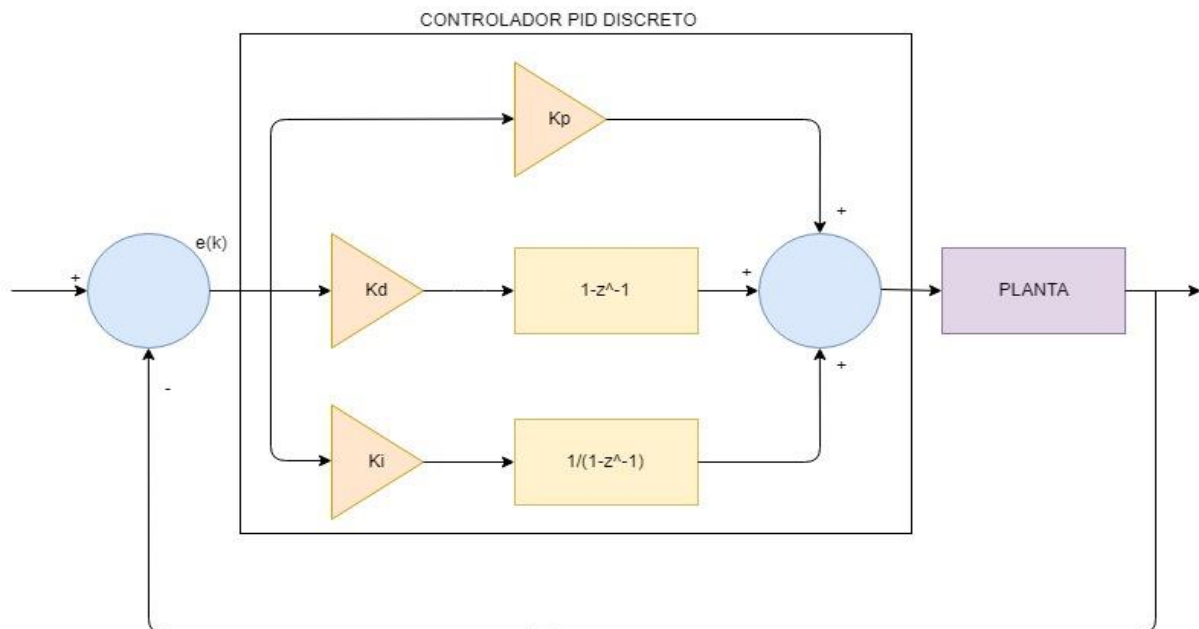 CONTROLADOR PID DISCRETO
Kp
+
e(k)
+
Kd
1-z^-1
+
PLANTA
-
+
Ki
1/(1-z^-1)